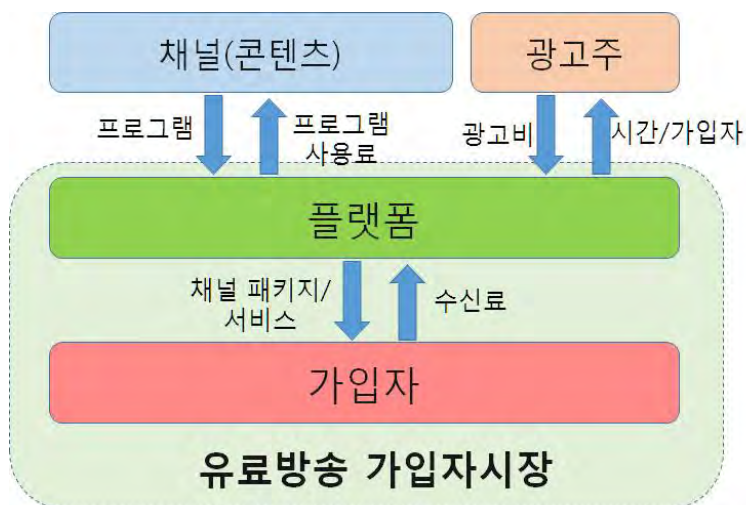 채널(콘텐츠)
광고주
프로그램
프로그램
사용료
광고비
시간/가입자
플랫폼
채널 패키지/
서비스
수신료
가입자
유료방송 가입자시장